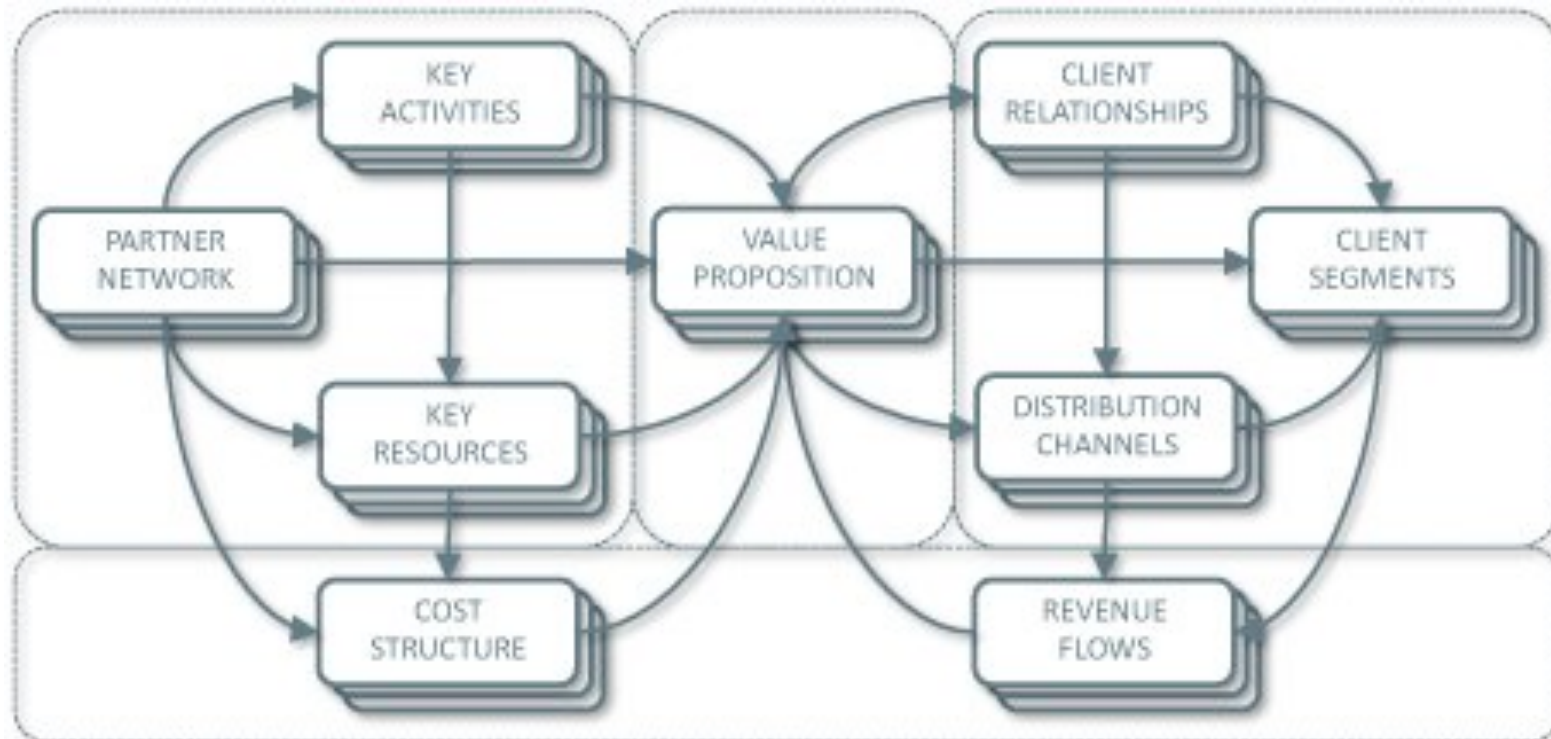 KEY
ACTIVITIES
CLIENT
RELATIONSHIPS
PARTNER
NETWORK
VALUE
PROPOSITION
CLIENT
SEGMENTS
KEY
RESOURCES
DISTRIBUTION
CHANNELS
COST
STRUCTURE
REVENUE
FLOWS